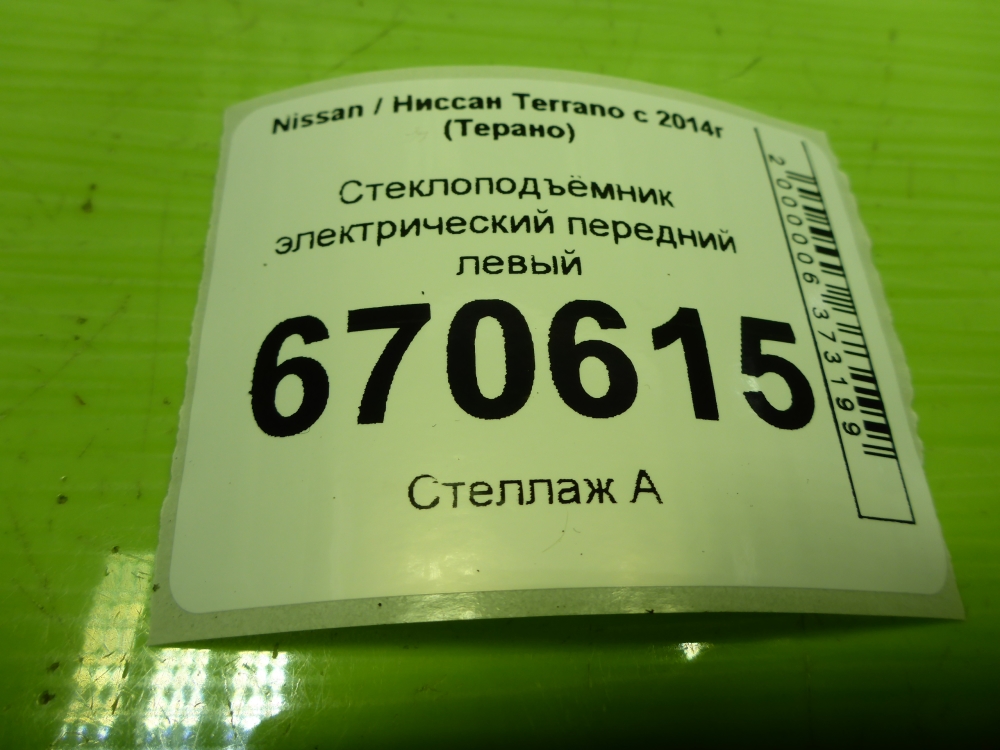 Nissan / Ниссан Terrano с 2014г
(Терано)
Стеклоподъёмник
электрический передний
левый
670615
Стеллаж А
2000006373199